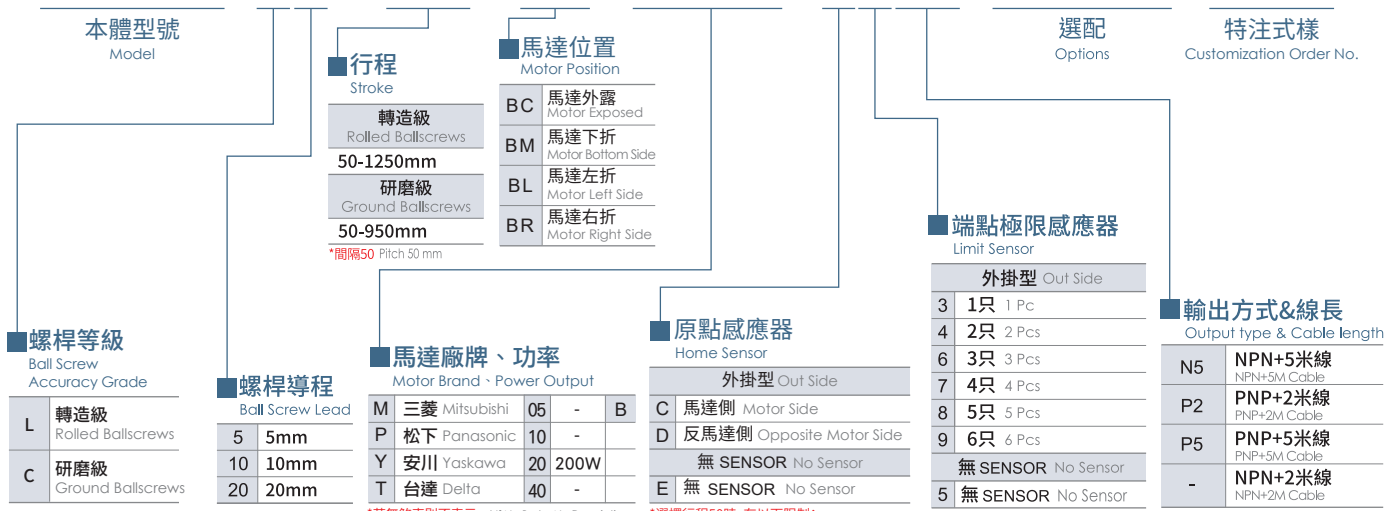 本體型號
Model
行程
Stroke
轉造級
Rolled Ballscrews
50-1250mm
研磨級
Ground Ballscrews
50-950mm
*間隔50 Pitch 50 mm
馬達位置
Motor Position
BC 馬達外露 Motor Exposed
BM 馬達下折 Motor Bottom Side
BL 馬達左折 Motor Left Side
BR 馬達右折 Motor Right Side
選配
Options
特注式樣
Customization Order No.
螺桿等級
Ball Screw
Accuracy Grade
L 轉造級 Rolled Ballscrews
C 研磨級 Ground Ballscrews
螺桿導程
Ball Screw Lead
5 5mm
10 10mm
20 20mm
馬達廠牌、功率
Motor Brand、Power Output
M 三菱 Mitsubishi 05 - B
P 松下 Panasonic 10 -
Y 安川 Yaskawa 20 200W
T 台達 Delta 40 -
原點感應器
Home Sensor
外掛型 Out Side
C 馬達側 Motor Side
D 反馬達側 Opposite Motor Side
無 SENSOR No Sensor
E 無 SENSOR No Sensor
端點極限感應器
Limit Sensor
外掛型 Out Side
3 1只 1 Pc
4 2只 2 Pcs
6 3只 3 Pcs
7 4只 4 Pcs
8 5只 5 Pcs
9 6只 6 Pcs
無 SENSOR No Sensor
5 無 SENSOR No Sensor
輸出方式&線長
Output type & Cable length
N5 NPN+5米線 NPN+5M Cable
P2 PNP+2米線 PNP+2M Cable
P5 PNP+5米線 PNP+5M Cable
- NPN+2米線 NPN+2M Cable